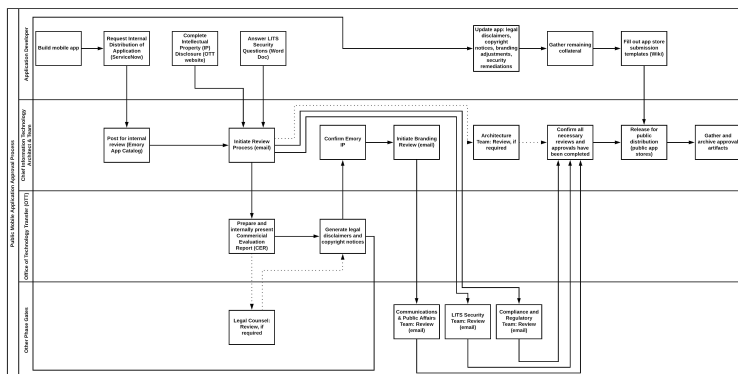 Public Mobile Application Approval Process
Application Developer
Build mobile app
Request Internal
Distribution of
Application
(ServiceNow)
Complete
Intellectual
Property (IP)
Disclosure (OTT
website)
Answer LITS
Security
Questions (Word
Doc)
Update app: legal
disclaimers,
copyright notices,
branding
adjustments,
security
remediations
Gather remaining
collateral
Fill out app store
submission
templates (Wiki)
Chief Information Technology
Architect & Team
Post for internal
review (Emory
App Catalog)
Initiate Review
Process (email)
Confirm Emory
IP
Initiate Branding
Review (email)
Architecture
Team: Review, if
required
Confirm all
necessary
reviews and
approvals have
been completed
Release for
public
distribution
(public app
stores)
Gather and
archive approval
artifacts
Office of Technology Transfer (OTT)
Prepare and
internally present
Commericial
Evaluation
Report (CER)
Generate legal
disclaimers and
copyright notices
Other Phase Gates
Legal Counsel:
Review, if
required
Communications
& Public Affairs
Team: Review
(email)
LITS Security
Team: Review
(email)
Compliance and
Regulatory
Team: Review
(email)